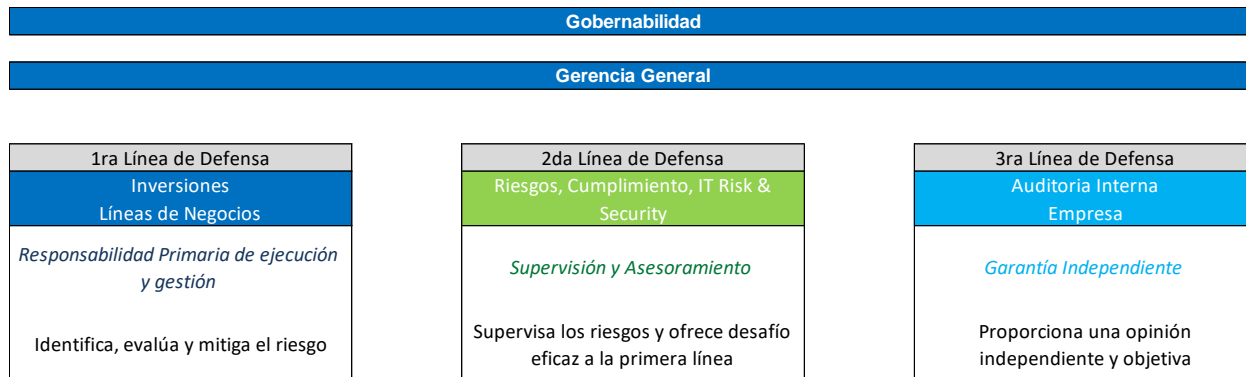 Gobernabilidad
Gerencia General
1ra Línea de Defensa
Inversiones
Líneas de Negocios
Responsabilidad Primaria de ejecución
y gestión
Identifica, evalúa y mitiga el riesgo
2da Línea de Defensa
Riesgos, Cumplimiento, IT Risk &
Security
Supervisión y Asesoramiento
Supervisa los riesgos y ofrece desafío
eficaz a la primera línea
3ra Línea de Defensa
Auditoria Interna
Empresa
Garantía Independiente
Proporciona una opinión
independiente y objetiva